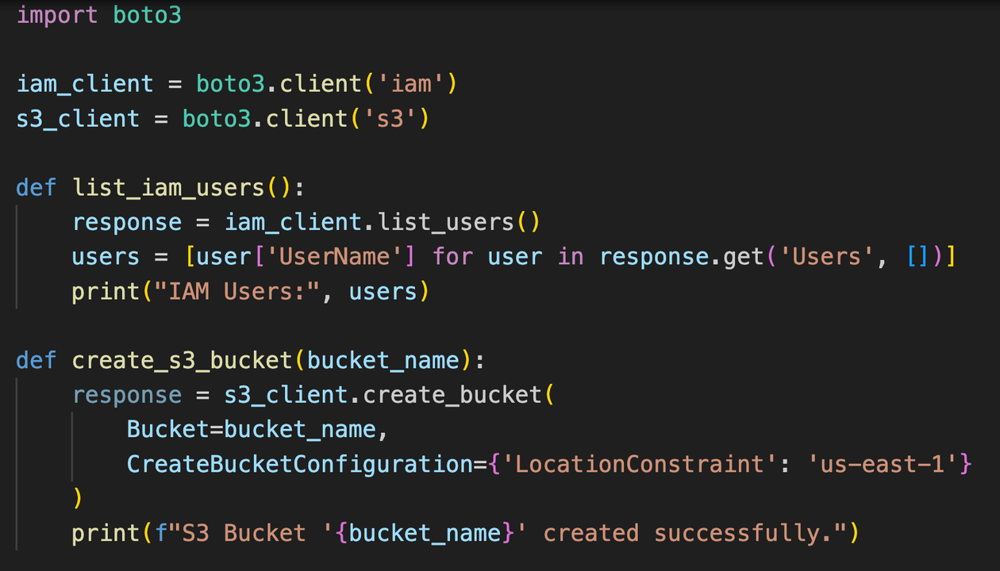 import boto3

iam_client = boto3.client('iam')
s3_client = boto3.client('s3')

def list_iam_users():
    response = iam_client.list_users()
    users = [user['UserName'] for user in response.get('Users', [])]
    print("IAM Users:", users)

def create_s3_bucket(bucket_name):
    response = s3_client.create_bucket(
        Bucket=bucket_name,
        CreateBucketConfiguration={'LocationConstraint': 'us-east-1'}
    )
    print(f"S3 Bucket '{bucket_name}' created successfully.")